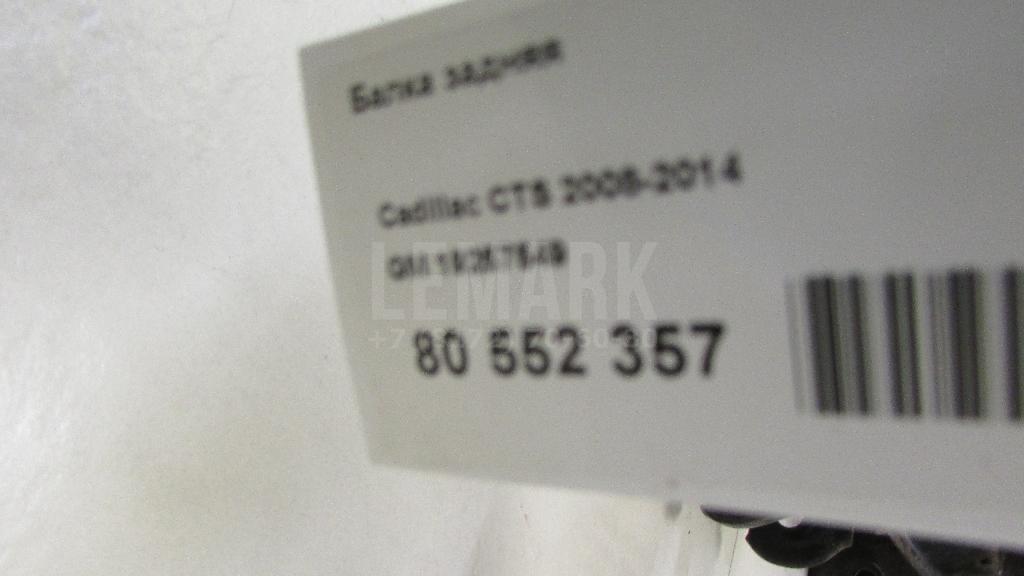 Балка задняя
Cadillac CTS 2008-2014
LEMARK
80 552 357